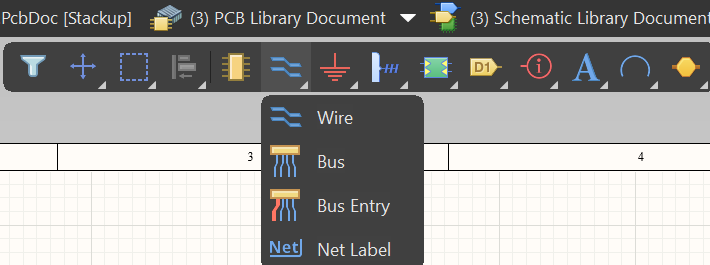 PcbDoc [Stackup] (3) PCB Library Document (3) Schematic Library Document
D1 A
Wire
3 4
Bus
Bus Entry
Net Net Label